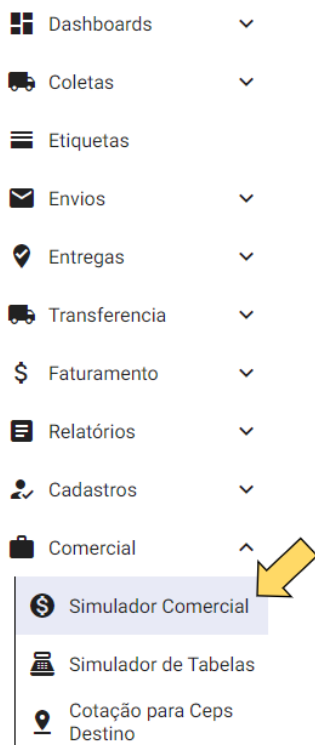 Dashboards
Coletas
Etiquetas
Envios
Entregas
Transferencia
Faturamento
Relatórios
Cadastros
Comercial
Simulador Comercial
Simulador de Tabelas
Cotação para Ceps
Destino